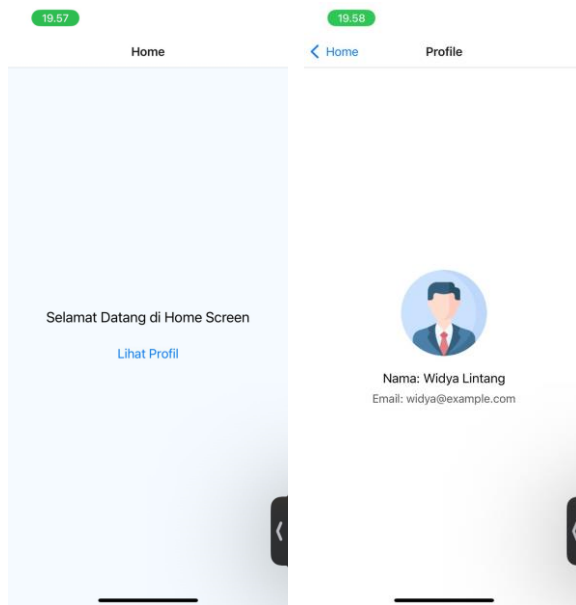 19.57
Home
Selamat Datang di Home Screen
Lihat Profil
19.58
Home
Profile
Nama: Widya Lintang
Email: widya@example.com